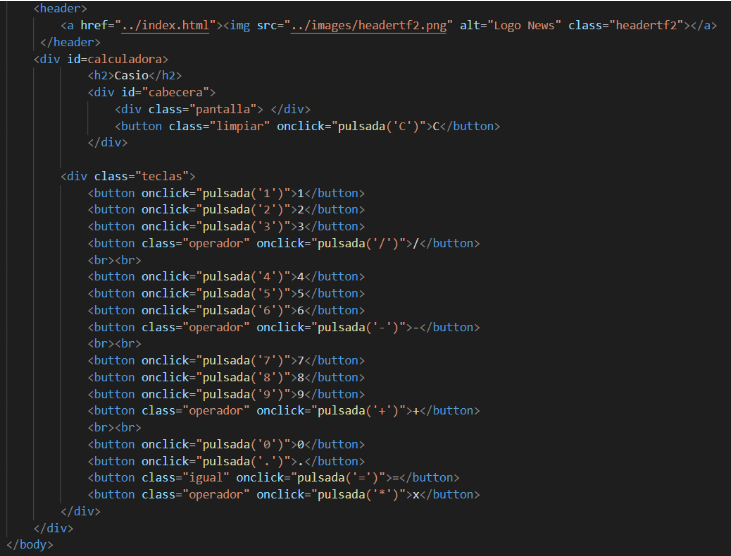 <header>
<a href="../index.html"><img src="../images/headertf2.png" alt="Logo News" class="headertf2"></a>
</header>
<div id=calculadora>
<h2>Casio</h2>
<div id="cabecera">
<div class="pantalla"> </div>
<button class="limpiar" onclick="pulsada('C')">C</button>
</div>
<div class="teclas">
<button onclick="pulsada('1')">1</button>
<button onclick="pulsada('2')">2</button>
<button onclick="pulsada('3')">3</button>
<button class="operador" onclick="pulsada('/')">/</button>
<br><br>
<button onclick="pulsada('4')">4</button>
<button onclick="pulsada('5')">5</button>
<button onclick="pulsada('6')">6</button>
<button class="operador" onclick="pulsada('-')">-</button>
<br><br>
<button onclick="pulsada('7')">7</button>
<button onclick="pulsada('8')">8</button>
<button onclick="pulsada('9')">9</button>
<button class="operador" onclick="pulsada('+')">+</button>
<br><br>
<button onclick="pulsada('0')">0</button>
<button onclick="pulsada('.')">.</button>
<button class="igual" onclick="pulsada('=')">=</button>
<button class="operador" onclick="pulsada('*')">x</button>
</div>
</div>
</body>